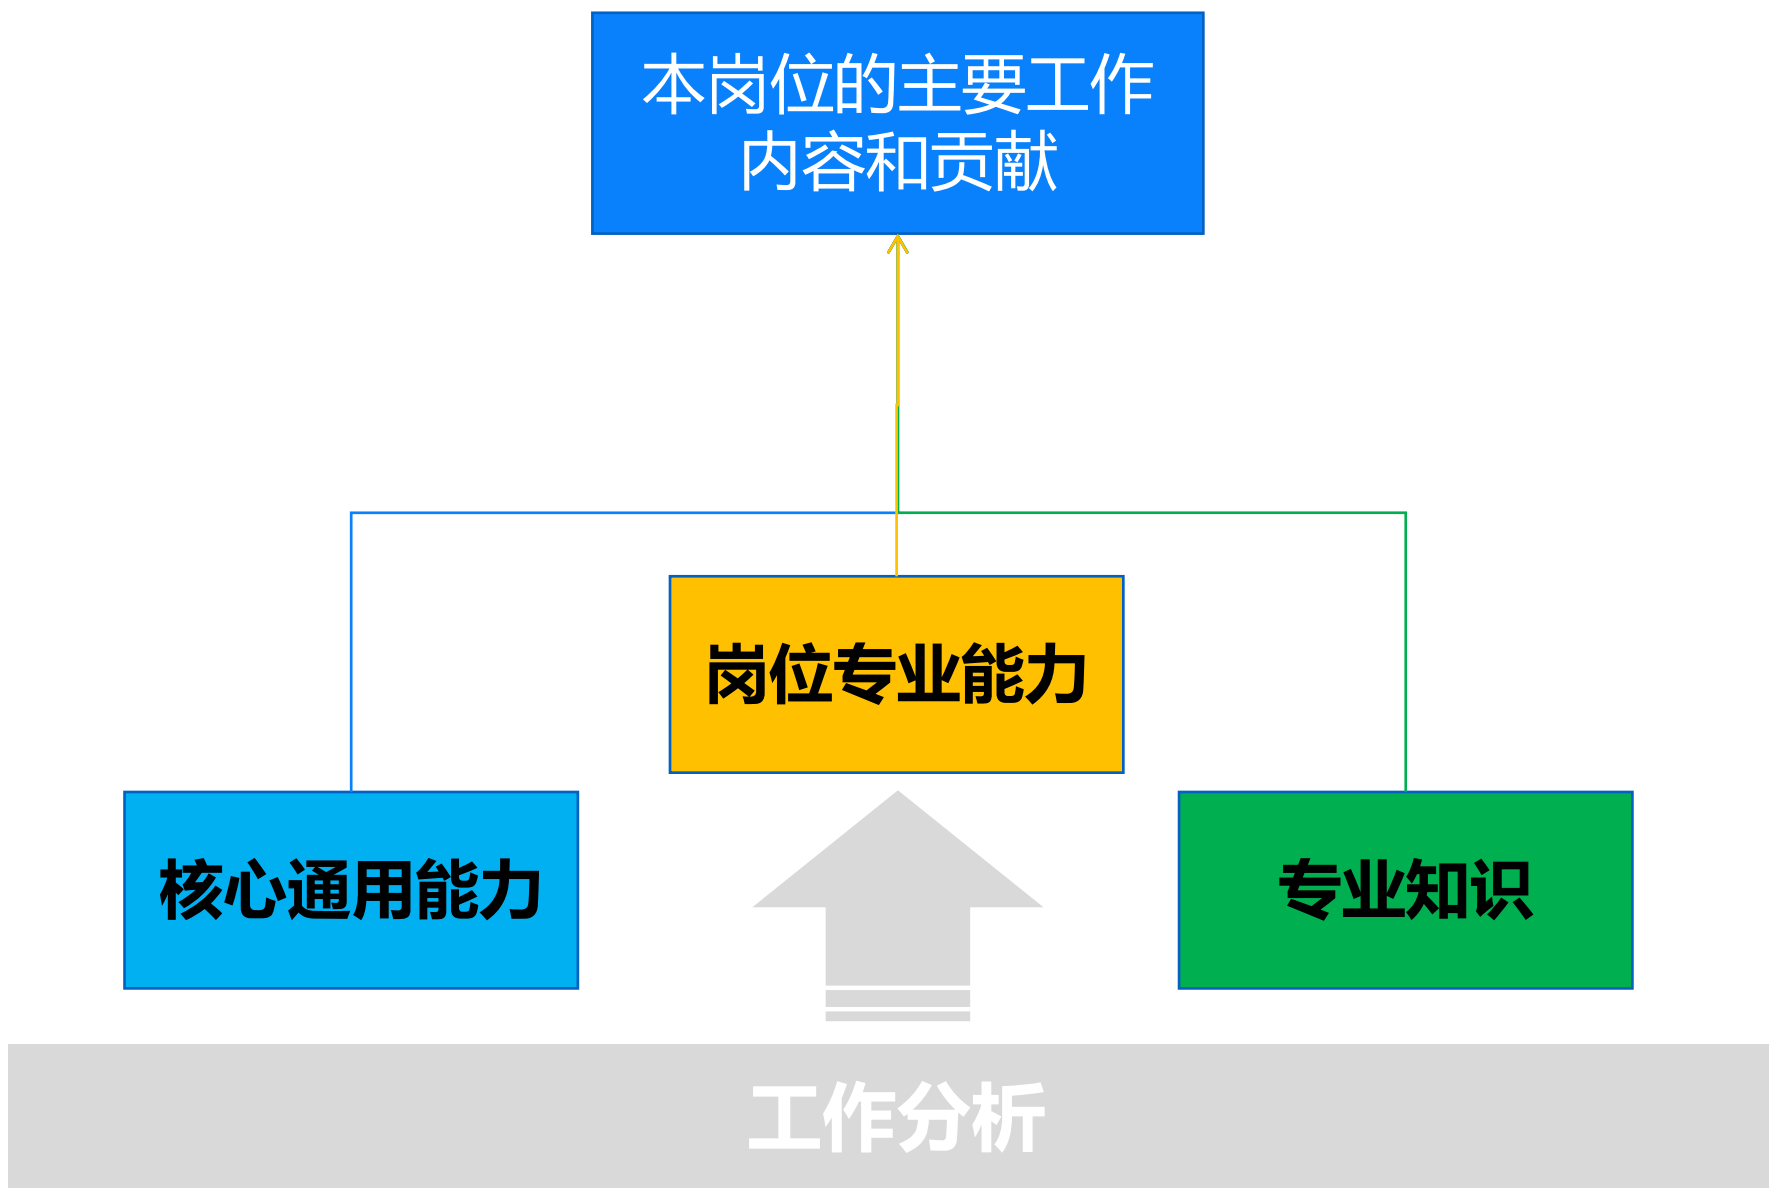 本岗位的主要工作
内容和贡献
岗位专业能力
核心通用能力
专业知识
工作分析